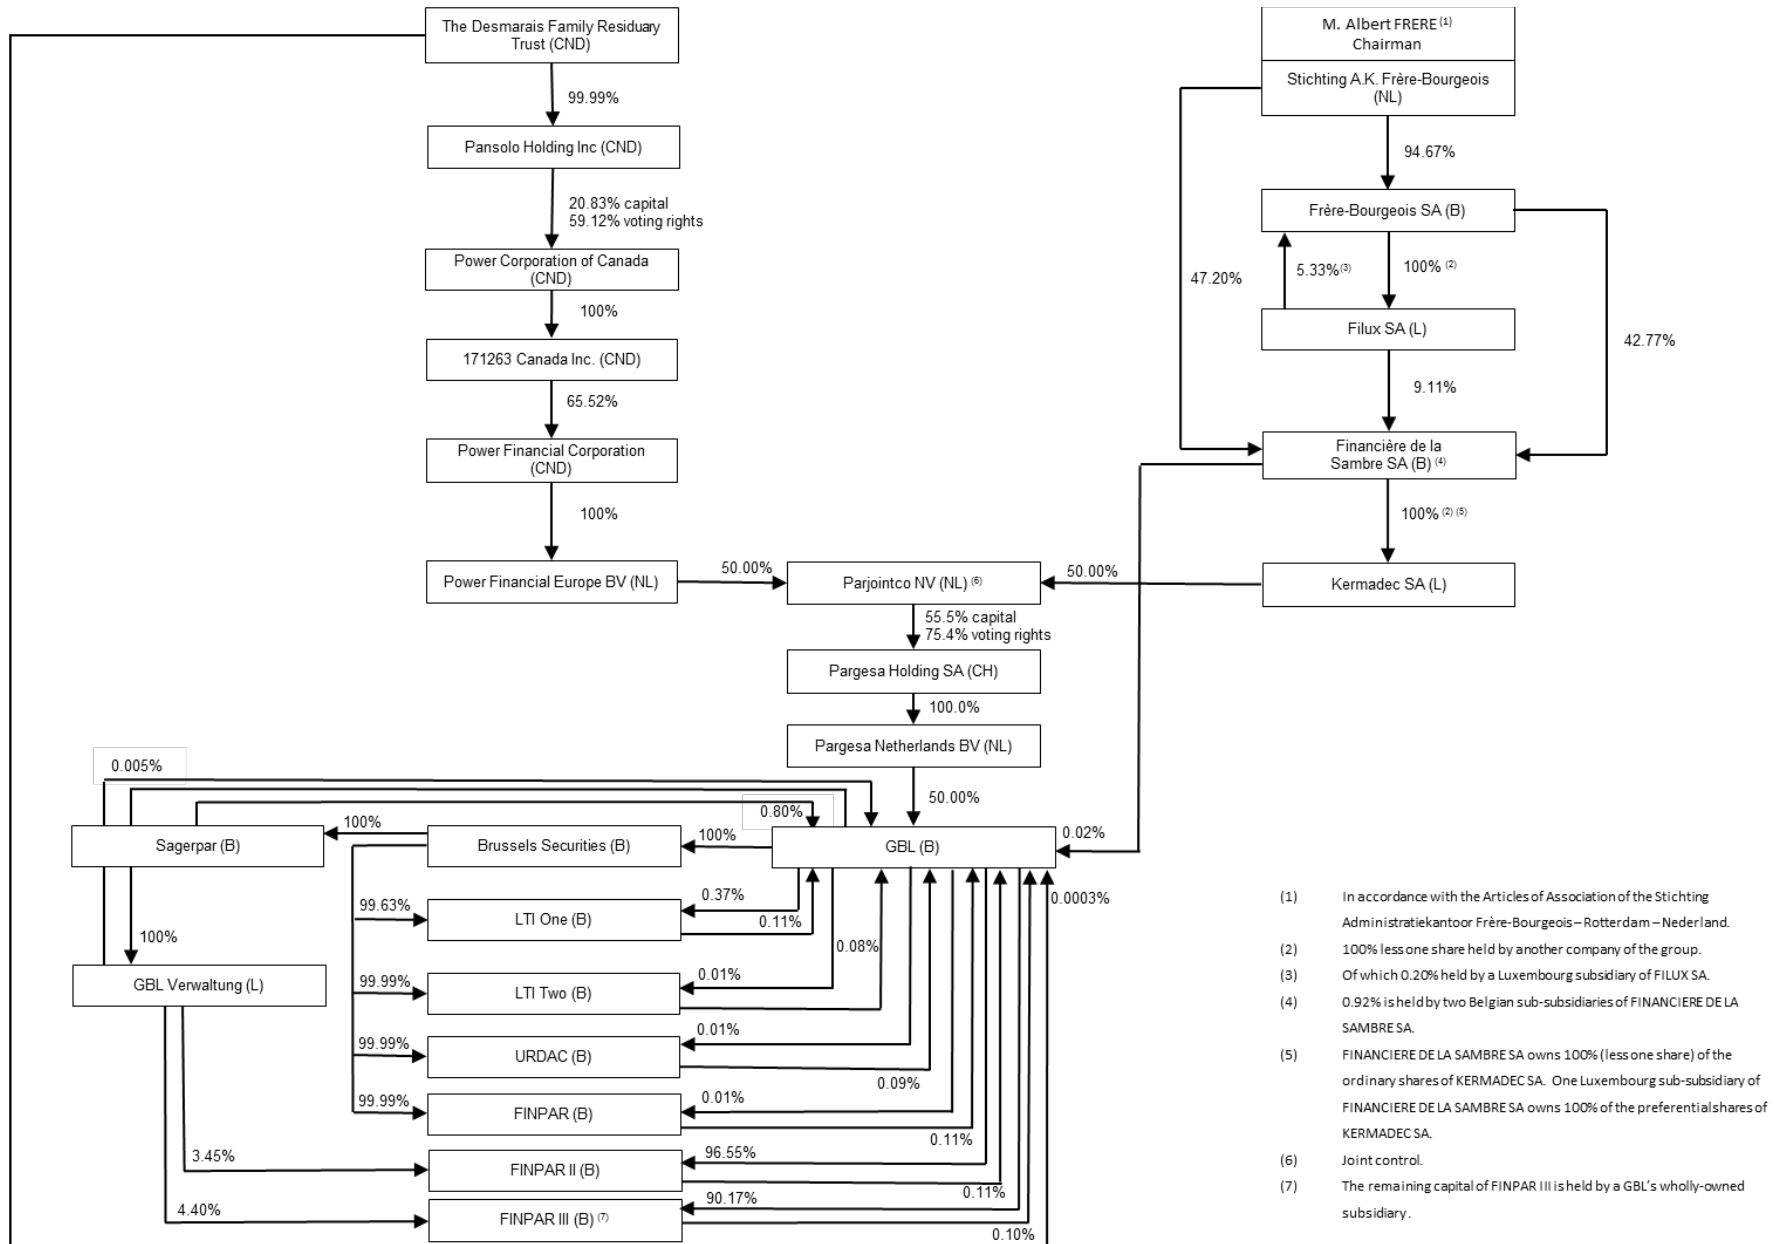 The Desmarais Family Residuary
Trust (CND)
99.99%
Pansolo Holding Inc (CND)
20.83% capital
59.12% voting rights
Power Corporation of Canada
(CND)
100%
171263 Canada Inc. (CND)
65.52%
Power Financial Corporation
(CND)
100%
Power Financial Europe BV (NL)
50.00%
M. Albert FRERE (1)
Chairman
Stichting A.K. Frère-Bourgeois
(NL)
94.67%
Frère-Bourgeois SA (B)
47.20%
5.33% (3)
100% (2)
42.77%
Filux SA (L)
9.11%
Financière de la
Sambre SA (B) (4)
100% (2) (5)
Kermadec SA (L)
50.00%
Parjointco NV (NL) (6)
55.5% capital
75.4% voting rights
Pargesa Holding SA (CH)
100.0%
Pargesa Netherlands BV (NL)
50.00%
0.005%
0.80%
100%
100%
0.02%
Sagerpar (B)
Brussels Securities (B)
GBL (B)
0.0003%
99.63%
LTI One (B)
0.37%
0.11%
100%
GBL Verwaltung (L)
0.08%
99.99%
LTI Two (B)
0.01%
99.99%
URDAC (B)
0.01%
0.09%
99.99%
FINPAR (B)
0.01%
0.11%
3.45%
FINPAR II (B)
96.55%
0.11%
4.40%
FINPAR III (B) (7)
90.17%
0.10%
(1) In accordance with the Articles of Association of the Stichting
Administratiekantoor Frère-Bourgeois – Rotterdam – Nederland.
(2) 100% less one share held by another company of the group.
(3) Of which 0.20% held by a Luxembourg subsidiary of FILUX SA.
(4) 0.92% is held by two Belgian sub-subsidiaries of FINANCIERE DE LA
SAMBRE SA.
(5) FINANCIERE DE LA SAMBRE SA owns 100% (less one share) of the
ordinary shares of KERMADEC SA. One Luxembourg sub-subsidiary of
FINANCIERE DE LA SAMBRE SA owns 100% of the preferential shares of
KERMADEC SA.
(6) Joint control.
(7) The remaining capital of FINPAR III is held by a GBL's wholly-owned
subsidiary.